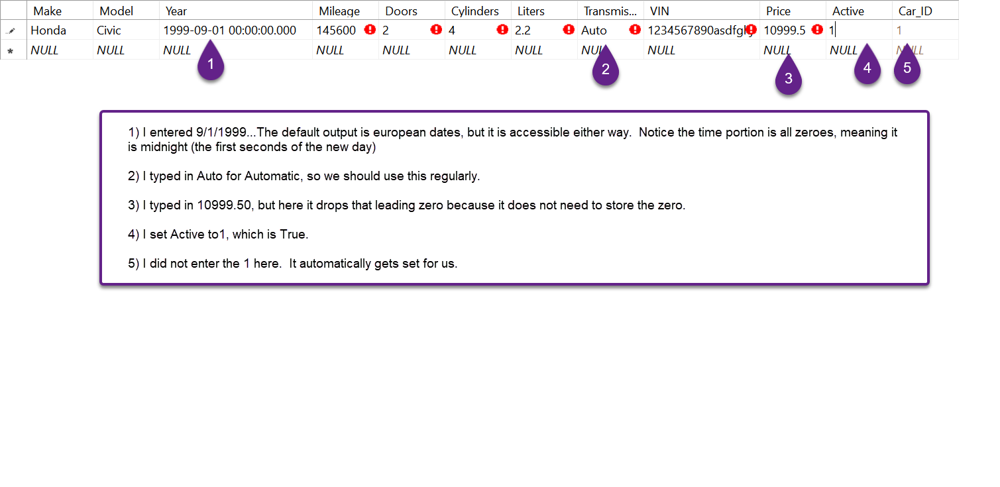 Make Model Year Mileage Doors Cylinders Liters Transmis... VIN Price Active Car_ID
Honda Civic 1999-09-01 00:00:00.000 145600 2 4 2.2 Auto 10999.5 1 1
NULL NULL NULL NULL NULL NULL NULL NULL NULL NULL NULL NULL
1 2 3 4 5
1) I entered 9/1/1999...The default output is european dates, but it is accessible either way.  Notice the time portion is all zeroes, meaning it
is midnight (the first seconds of the new day)
2) I typed in Auto for Automatic, so we should use this regularly.
3) I typed in 10999.50, but here it drops that leading zero because it does not need to store the zero.
4) I set Active to1, which is True.
5) I did not enter the 1 here.  It automatically gets set for us.